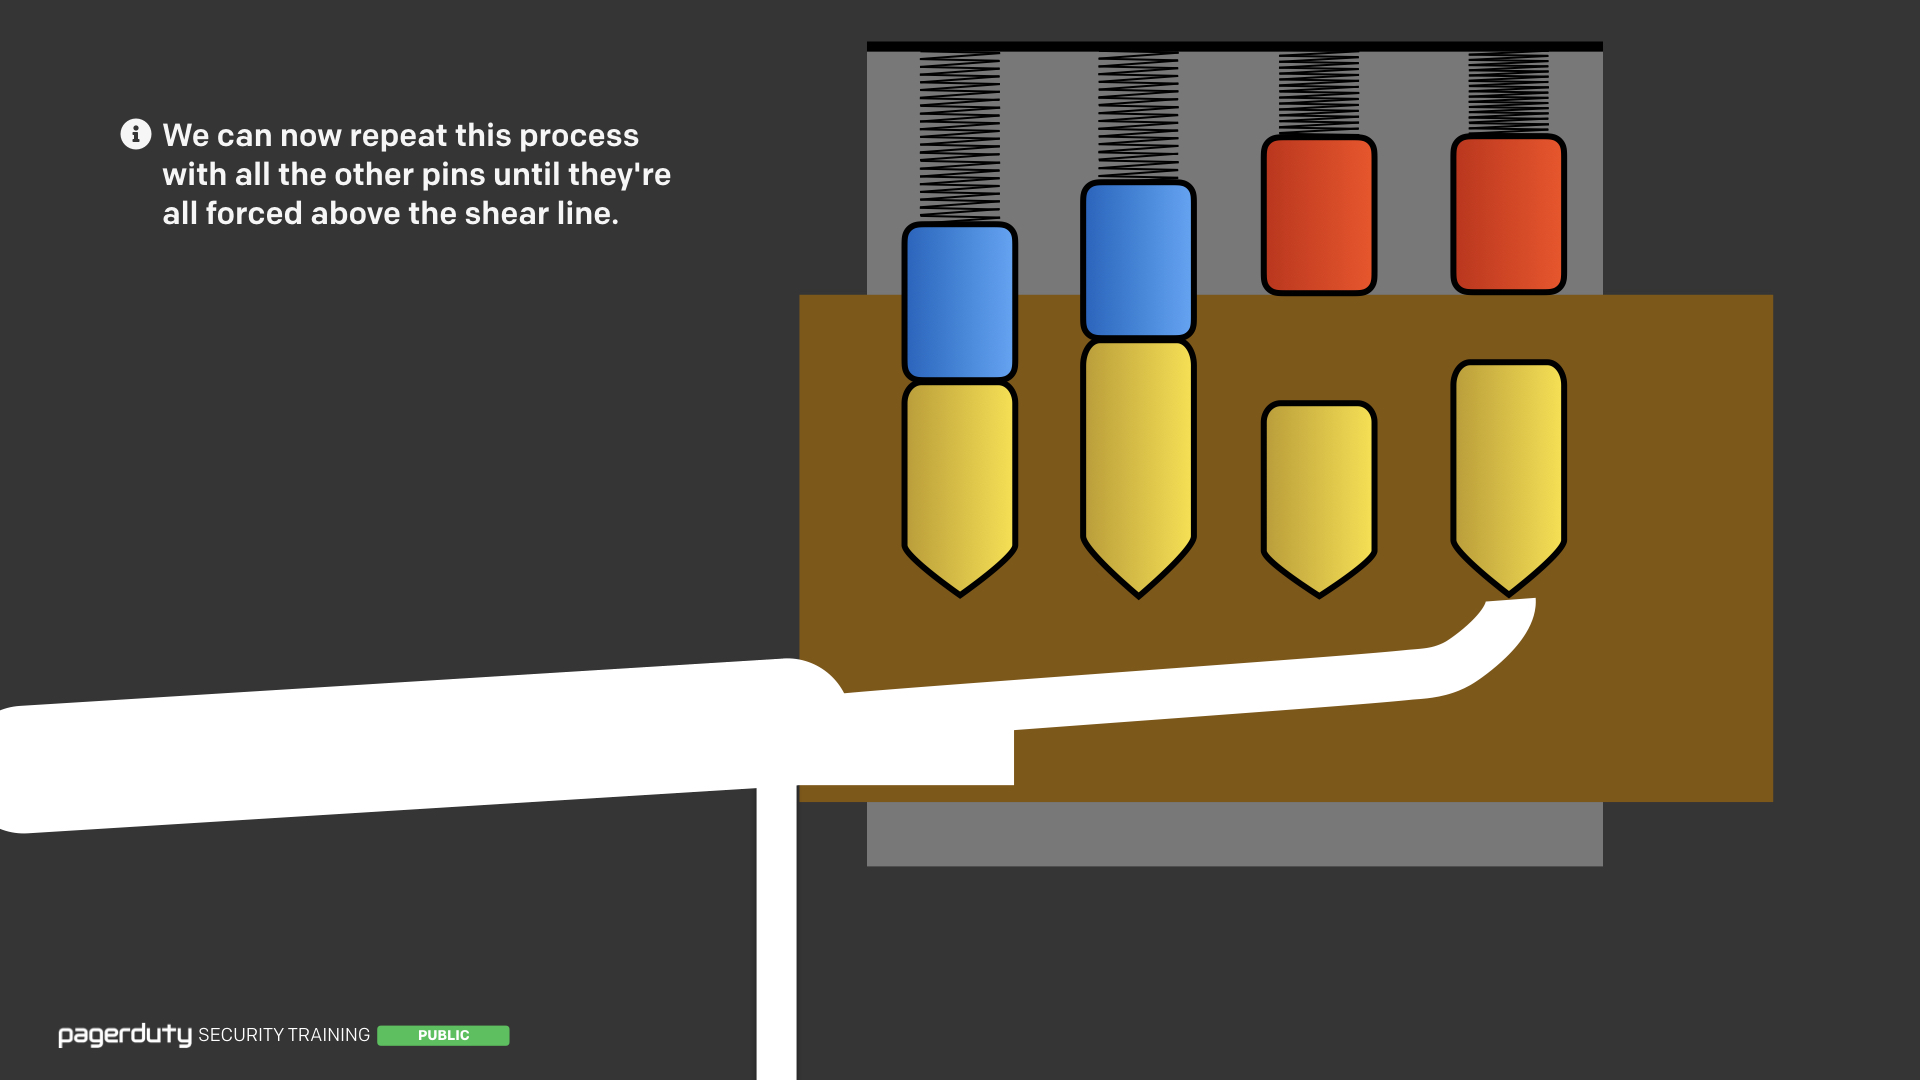 We can now repeat this process
with all the other pins until they're
all forced above the shear line.
pagerduty SECURITY TRAINING PUBLIC